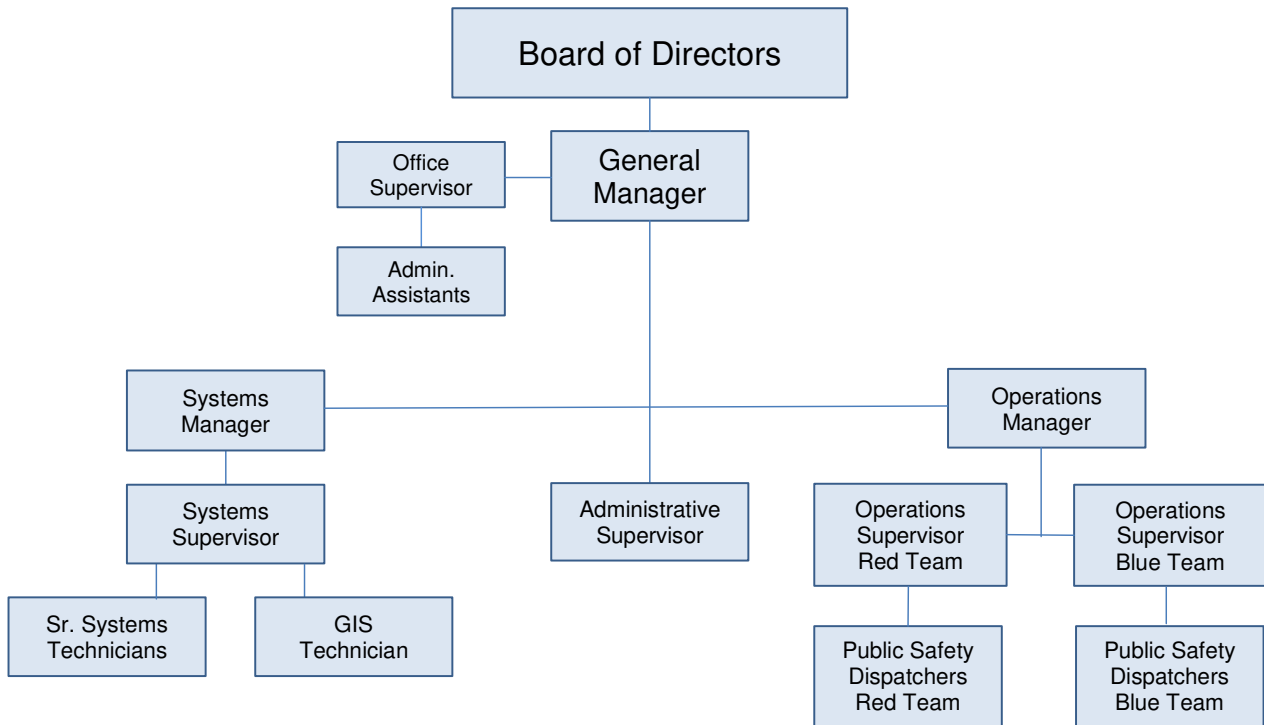 Board of Directors
General
Manager
Office
Supervisor
Admin.
Assistants
Systems
Manager
Operations
Manager
Systems
Supervisor
Administrative
Supervisor
Operations
Supervisor
Red Team
Operations
Supervisor
Blue Team
Sr. Systems
Technicians
GIS
Technician
Public Safety
Dispatchers
Red Team
Public Safety
Dispatchers
Blue Team